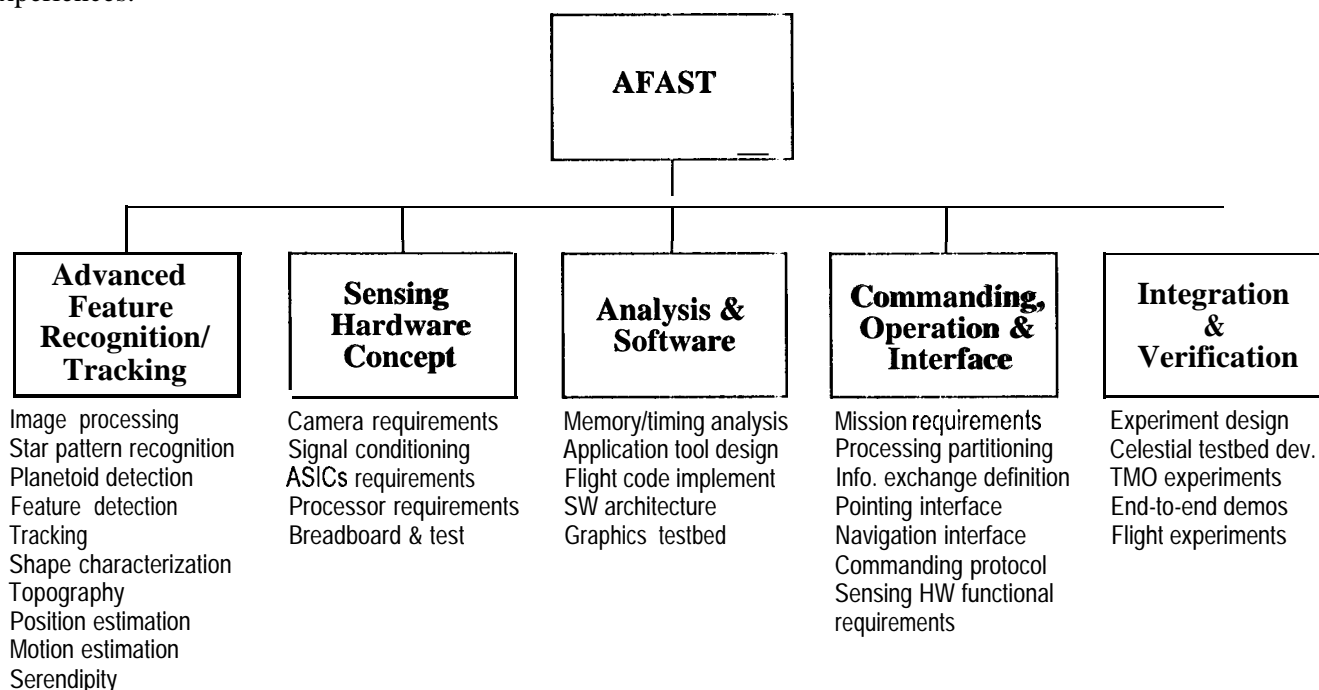 AFAST
Advanced
Feature
Recognition/
Tracking
Image processing
Star pattern recognition
Planetoid detection
Feature detection
Tracking
Shape characterization
Topography
Position estimation
Motion estimation
Serendipity
Sensing
Hardware
Concept
Camera requirements
Signal conditioning
ASICs requirements
Processor requirements
Breadboard & test
Analysis &
Software
Memory/timing analysis
Application tool design
Flight code implement
SW architecture
Graphics testbed
Commanding,
Operation &
Interface
Mission requirements
Processing partitioning
Info. exchange definition
Pointing interface
Navigation interface
Commanding protocol
Sensing HW functional
requirements
Integration
&
Verification
Experiment design
Celestial testbed dev.
TMO experiments
End-to-end demos
Flight experiments